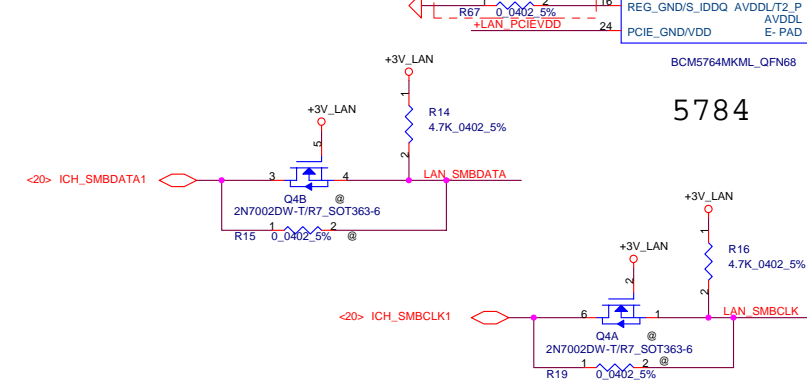 1 2 16 REG_GND/S_IDDQ AVDDL/T2_P
R67 0_0402_5% AVDDL
+LAN_PCIEVDD 24 PCIE_GND/VDD E- PAD
BCM5764MKML_QFN68
5784
+3V_LAN
+3V_LAN
1
R14
4.7K_0402_5%
2
5
<20> ICH_SMBDATA1 3 4 LAN_SMBDATA
Q4B @
2N7002DW-T/R7_SOT363-6
1 2
R15 0_0402_5% @
+3V_LAN
+3V_LAN
1
R16
4.7K_0402_5%
2
2
<20> ICH_SMBCLK1 6 1 LAN_SMBCLK
Q4A @
2N7002DW-T/R7_SOT363-6
1 2 @
R19 0_0402_5%